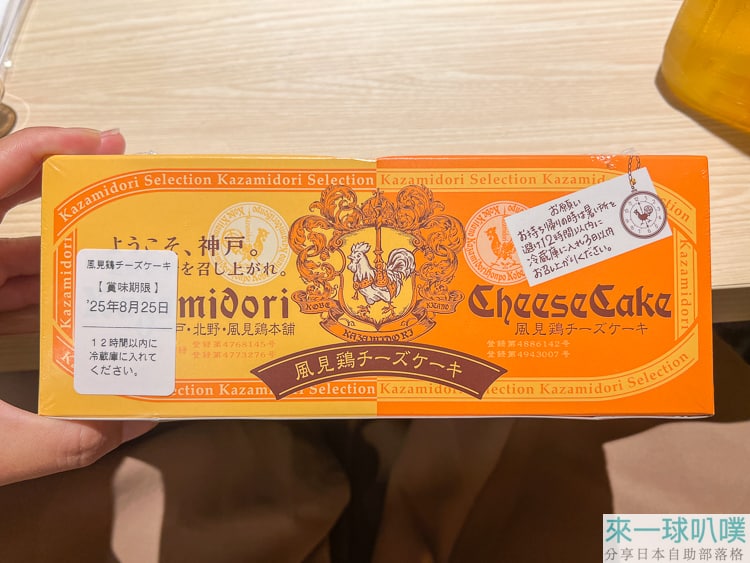 Kazamidori Selection Kazamidori Selection Kazamidori Selection
ようこそ、神戸。
を召し上がれ。
風見鶏チーズケーキ
【賞味期限】
'25年8月25日
12時間以内に
冷蔵庫に入れて
ください。
midori
・北野・風見鶏本舗
登録第4768145号
第4773276号
KOBE
KITANO
KAZAMIDORI
お願い
お持ち帰りの時は暑い所を
避け12時間以内に
冷蔵庫に入れ3日以内
お召し上がりください。
CheeseCake
風見鶏チーズケーキ
登録第4886142号
登録第4943007号
風見鶏チーズケーキ
Selection Kazamidori
Kazamidori Selection
來一球叭噗
分享日本自助部落格